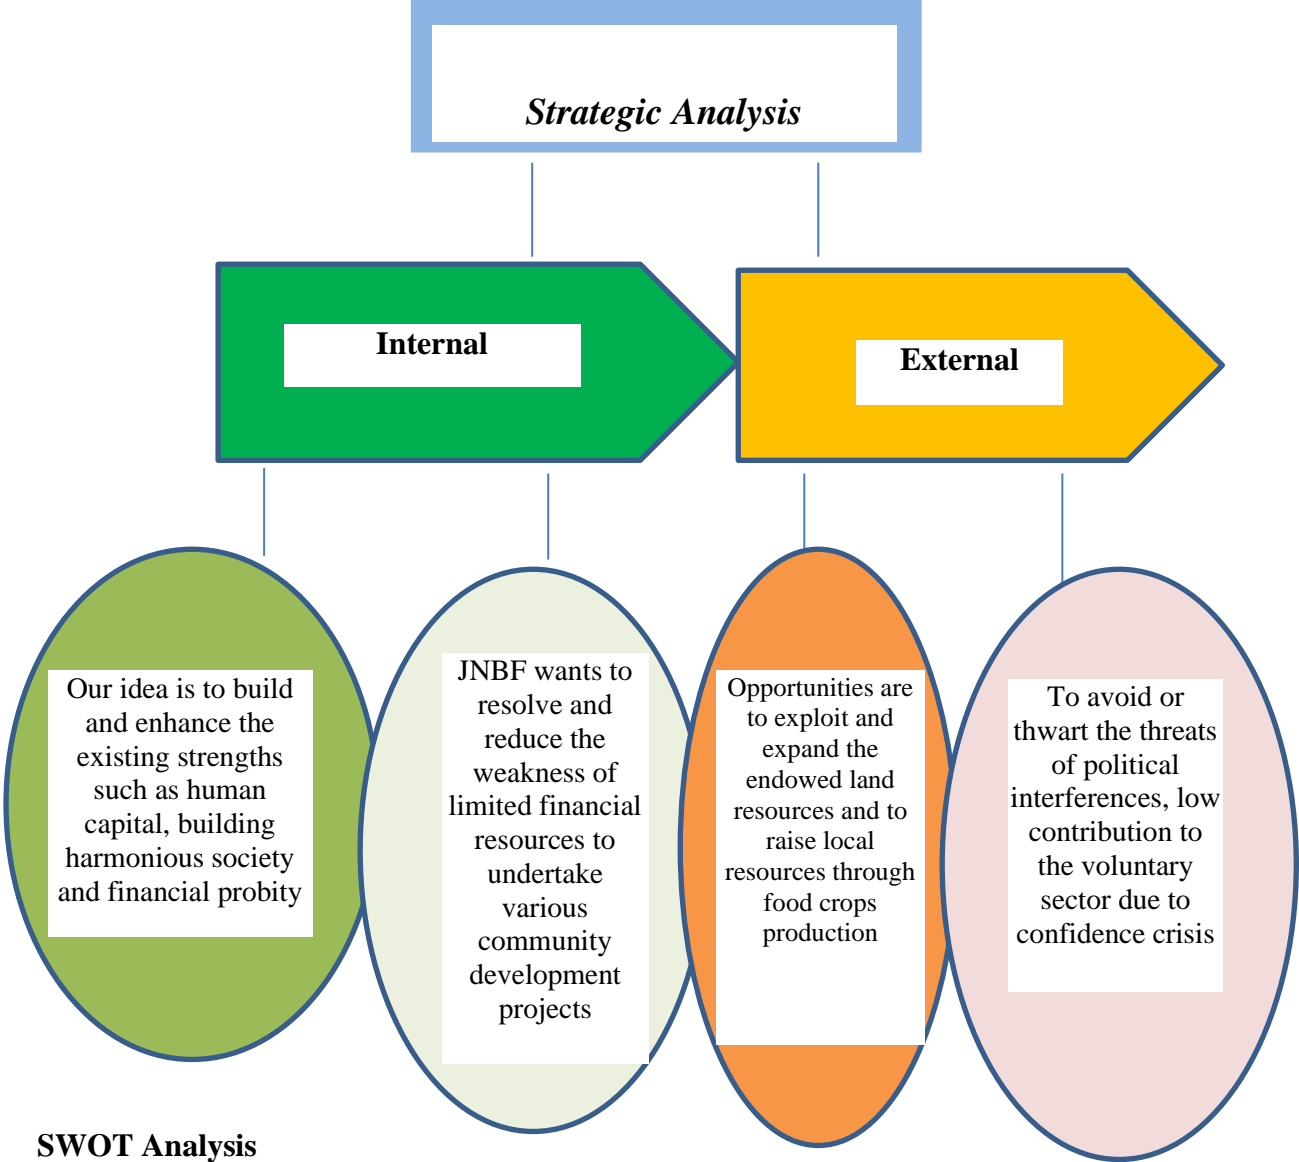 Strategic Analysis
Internal
External
Our idea is to build
and enhance the
existing strengths
such as human
capital, building
harmonious society
and financial probity
JNBF wants to
resolve and
reduce the
weakness of
limited financial
resources to
undertake
various
community
development
projects
Opportunities are
to exploit and
expand the
endowed land
resources and to
raise local
resources through
food crops
production
To avoid or
thwart the threats
of political
interferences, low
contribution to
the voluntary
sector due to
confidence crisis
SWOT Analysis